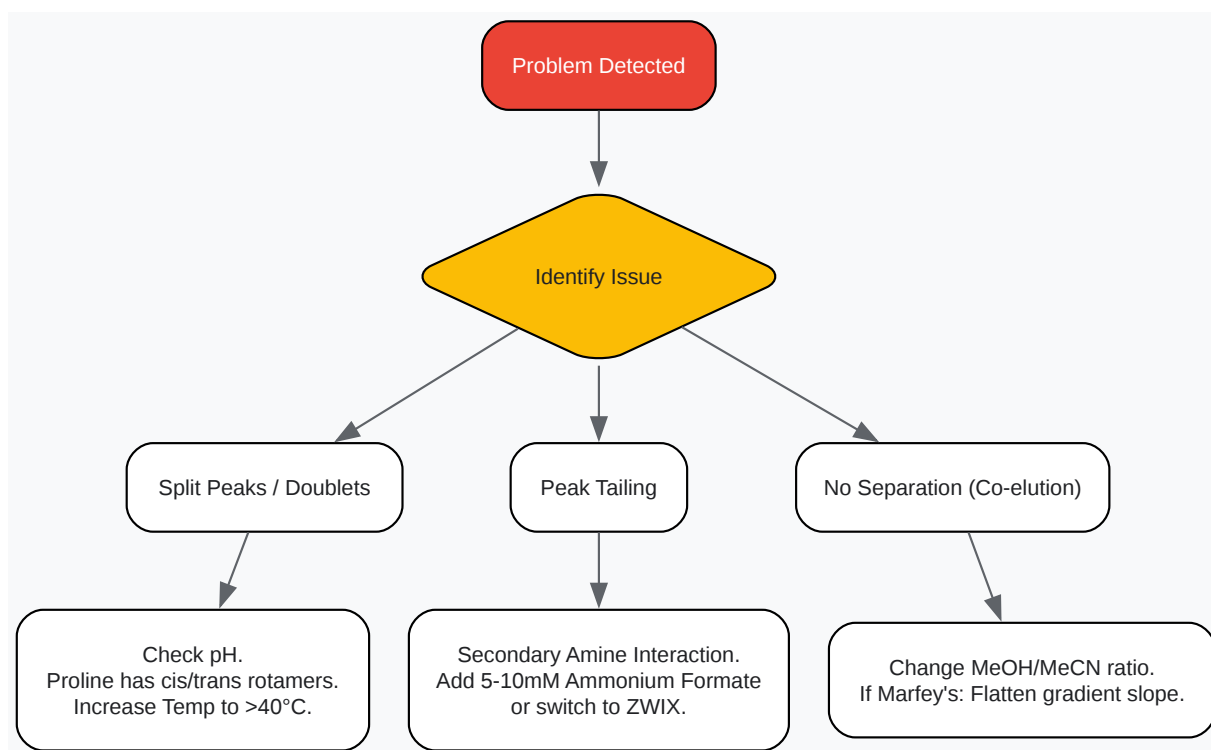 Problem Detected
Identify Issue
Split Peaks / Doublets
Peak Tailing
No Separation (Co-elution)
Check pH.
Proline has cis/trans rotamers.
Increase Temp to >40°C.
Secondary Amine Interaction.
Add 5-10mM Ammonium Formate
or switch to ZWIX.
Change MeOH/MeCN ratio.
If Marfey's: Flatten gradient slope.